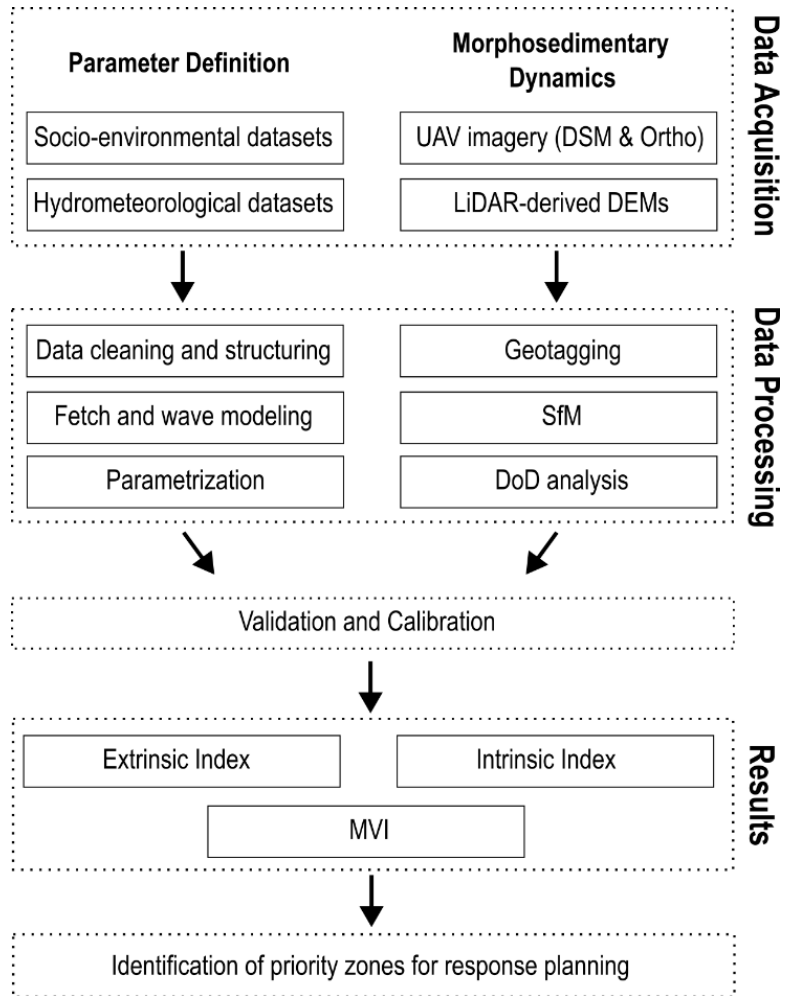 Data Acquisition
Parameter Definition
Socio-environmental datasets
Hydrometeorological datasets
Morphosedimentary
Dynamics
UAV imagery (DSM & Ortho)
LiDAR-derived DEMs
Data Processing
Data cleaning and structuring
Fetch and wave modeling
Parametrization
Geotagging
SfM
DoD analysis
Validation and Calibration
Results
Extrinsic Index
Intrinsic Index
MVI
Identification of priority zones for response planning